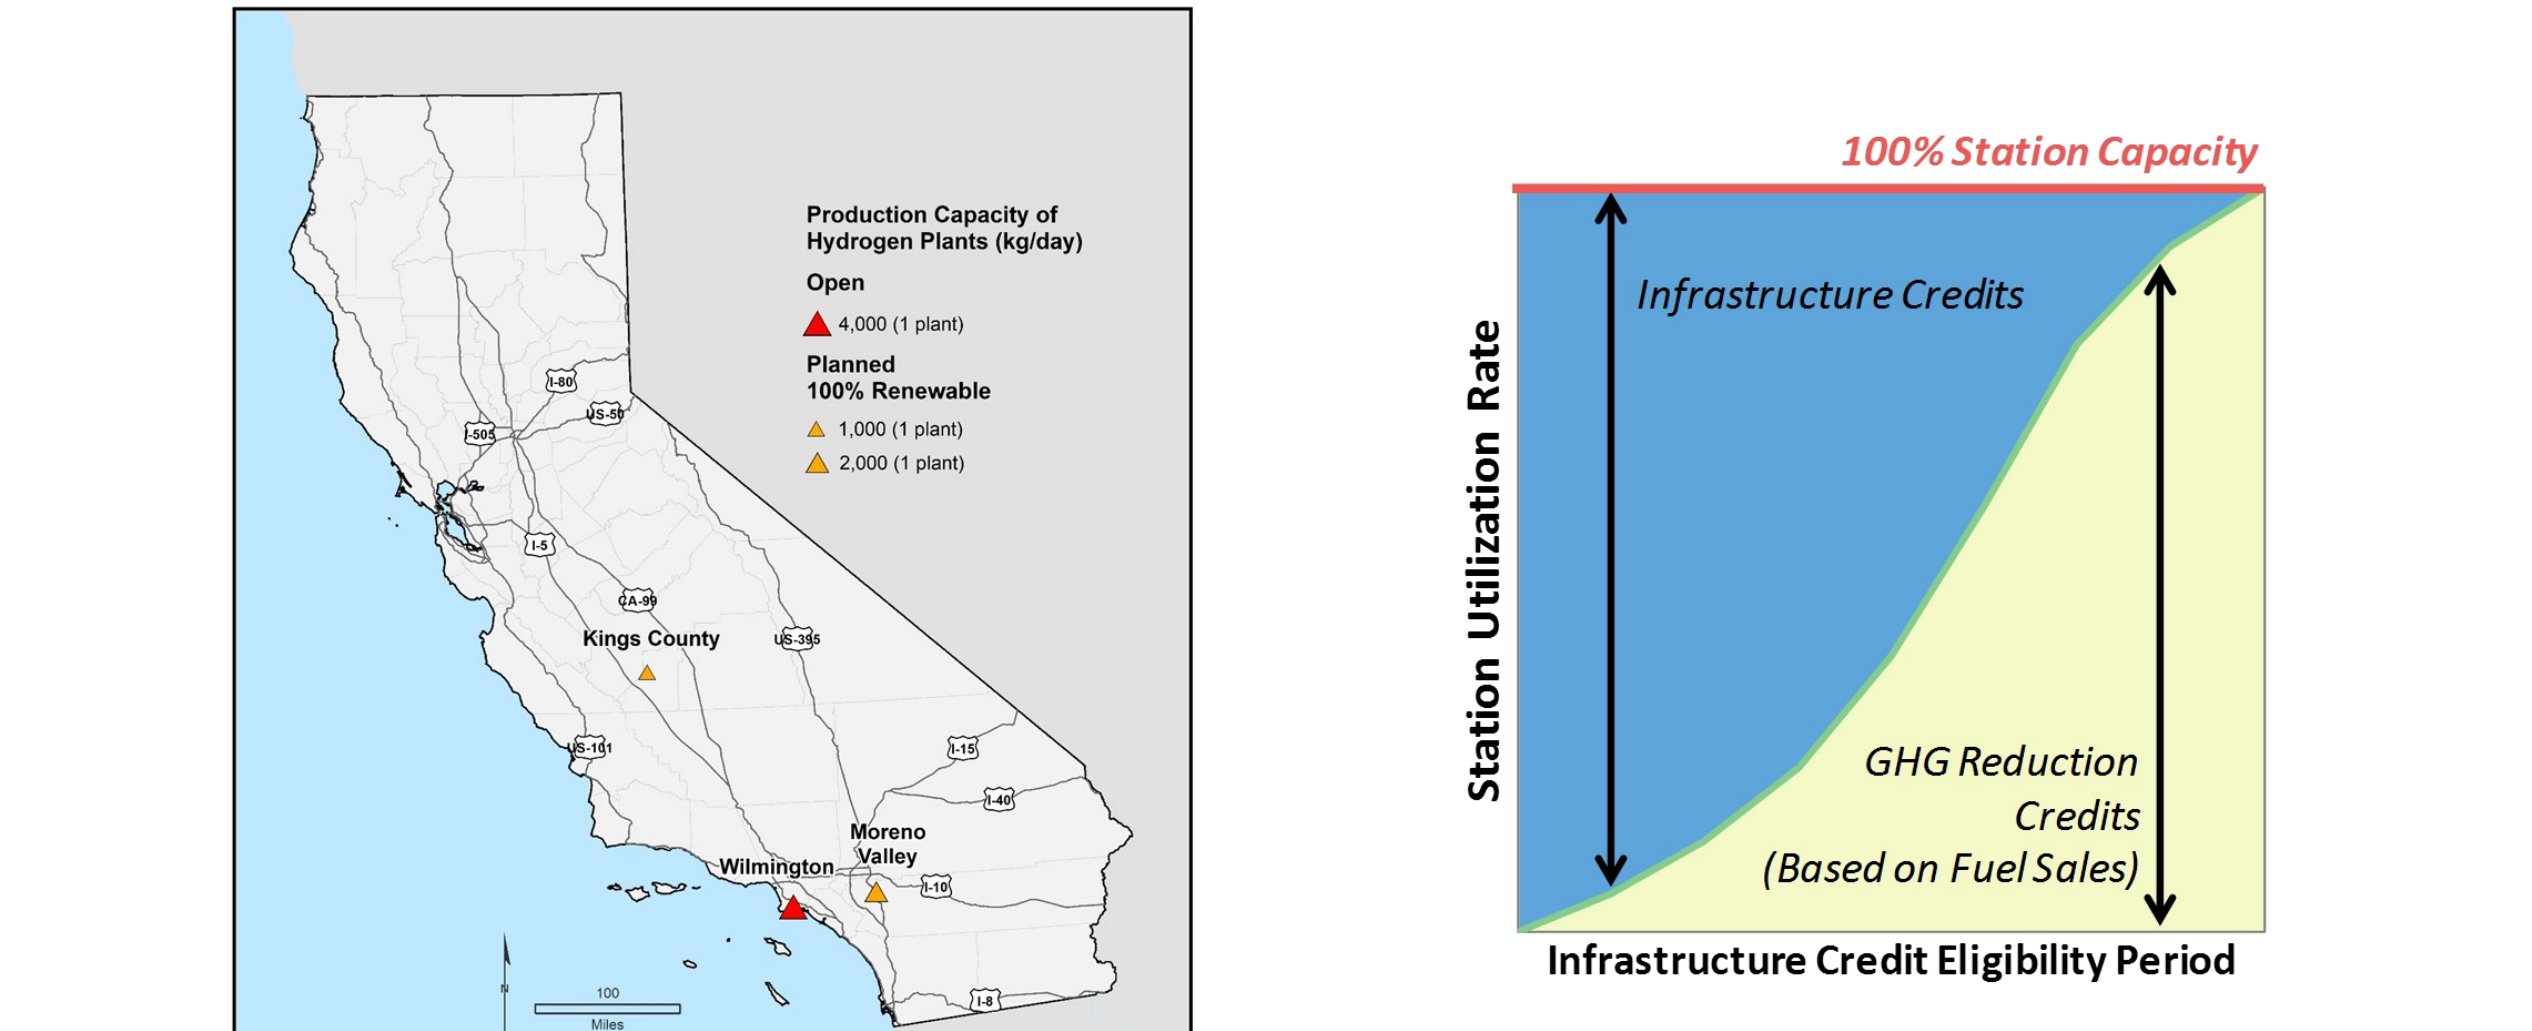 Production Capacity of
Hydrogen Plants (kg/day)
Open
4,000 (1 plant)
Planned
100% Renewable
1,000 (1 plant)
2,000 (1 plant)
I-80
US-50
I-505
I-5
CA-99
Kings County
US-395
US-101
I-15
I-40
Moreno
Valley
Wilmington
I-10
N
100
Miles
I-8
100% Station Capacity
Infrastructure Credits
Station Utilization Rate
GHG Reduction
Credits
(Based on Fuel Sales)
Infrastructure Credit Eligibility Period